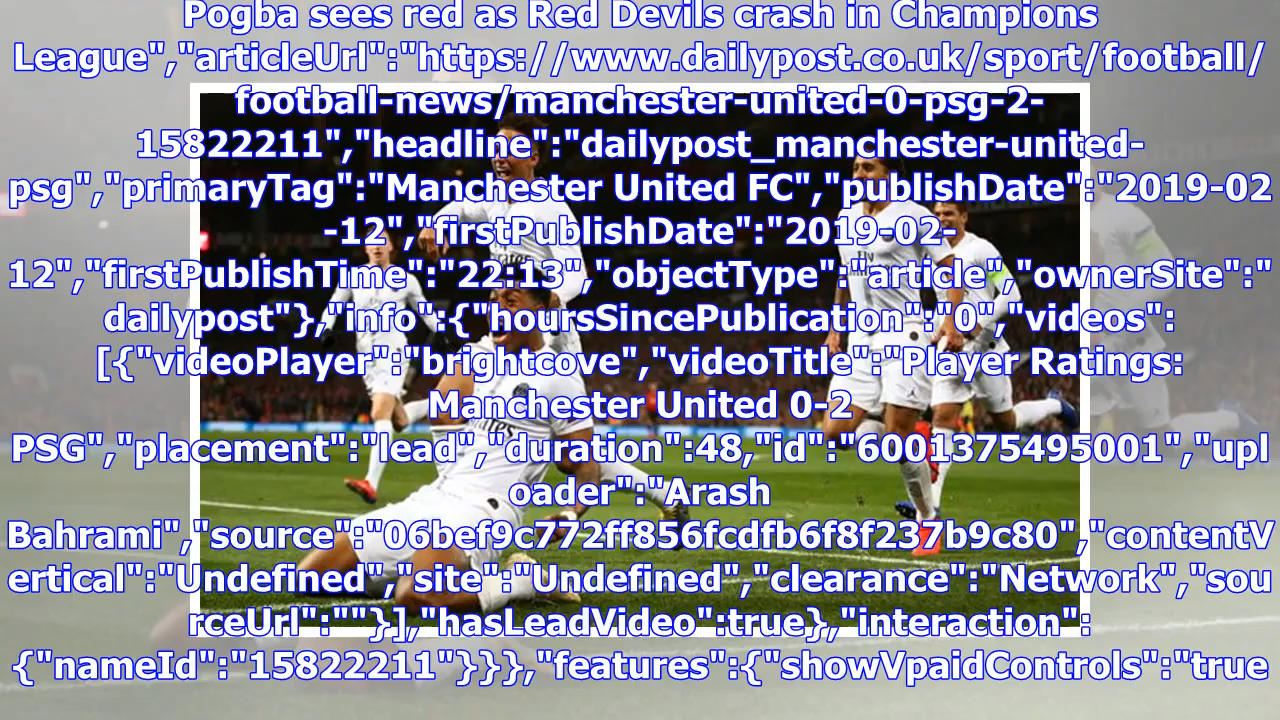 Pogba sees red as Red Devils crash in Champions
League","articleUrl":"https://www.dailypost.co.uk/sport/football/
football-news/manchester-united-0-psg-2-
15822211","headline":"dailypost_manchester-united-
psg","primaryTag":"Manchester United FC","publishDate":"2019-02
-12","firstPublishDate":"2019-02-
12","firstPublishTime":"22:13","objectType":"article","ownerSite":"
dailypost"},"info":{"hoursSincePublication":"0","videos":
[{"videoPlayer":"brightcove","videoTitle":"Player Ratings:
Manchester United 0-2
PSG","placement":"lead","duration":48,"id":"6001375495001","upl
oader":"Arash
Bahrami","source":"06bef9c772ff856fcdfb6f8f237b9c80","contentV
ertical":"Undefined","site":"Undefined","clearance":"Network","sou
rceUrl":""}],"hasLeadVideo":true},"interaction":
{"nameId":"15822211"}}},"features":{"showVpaidControls":"true